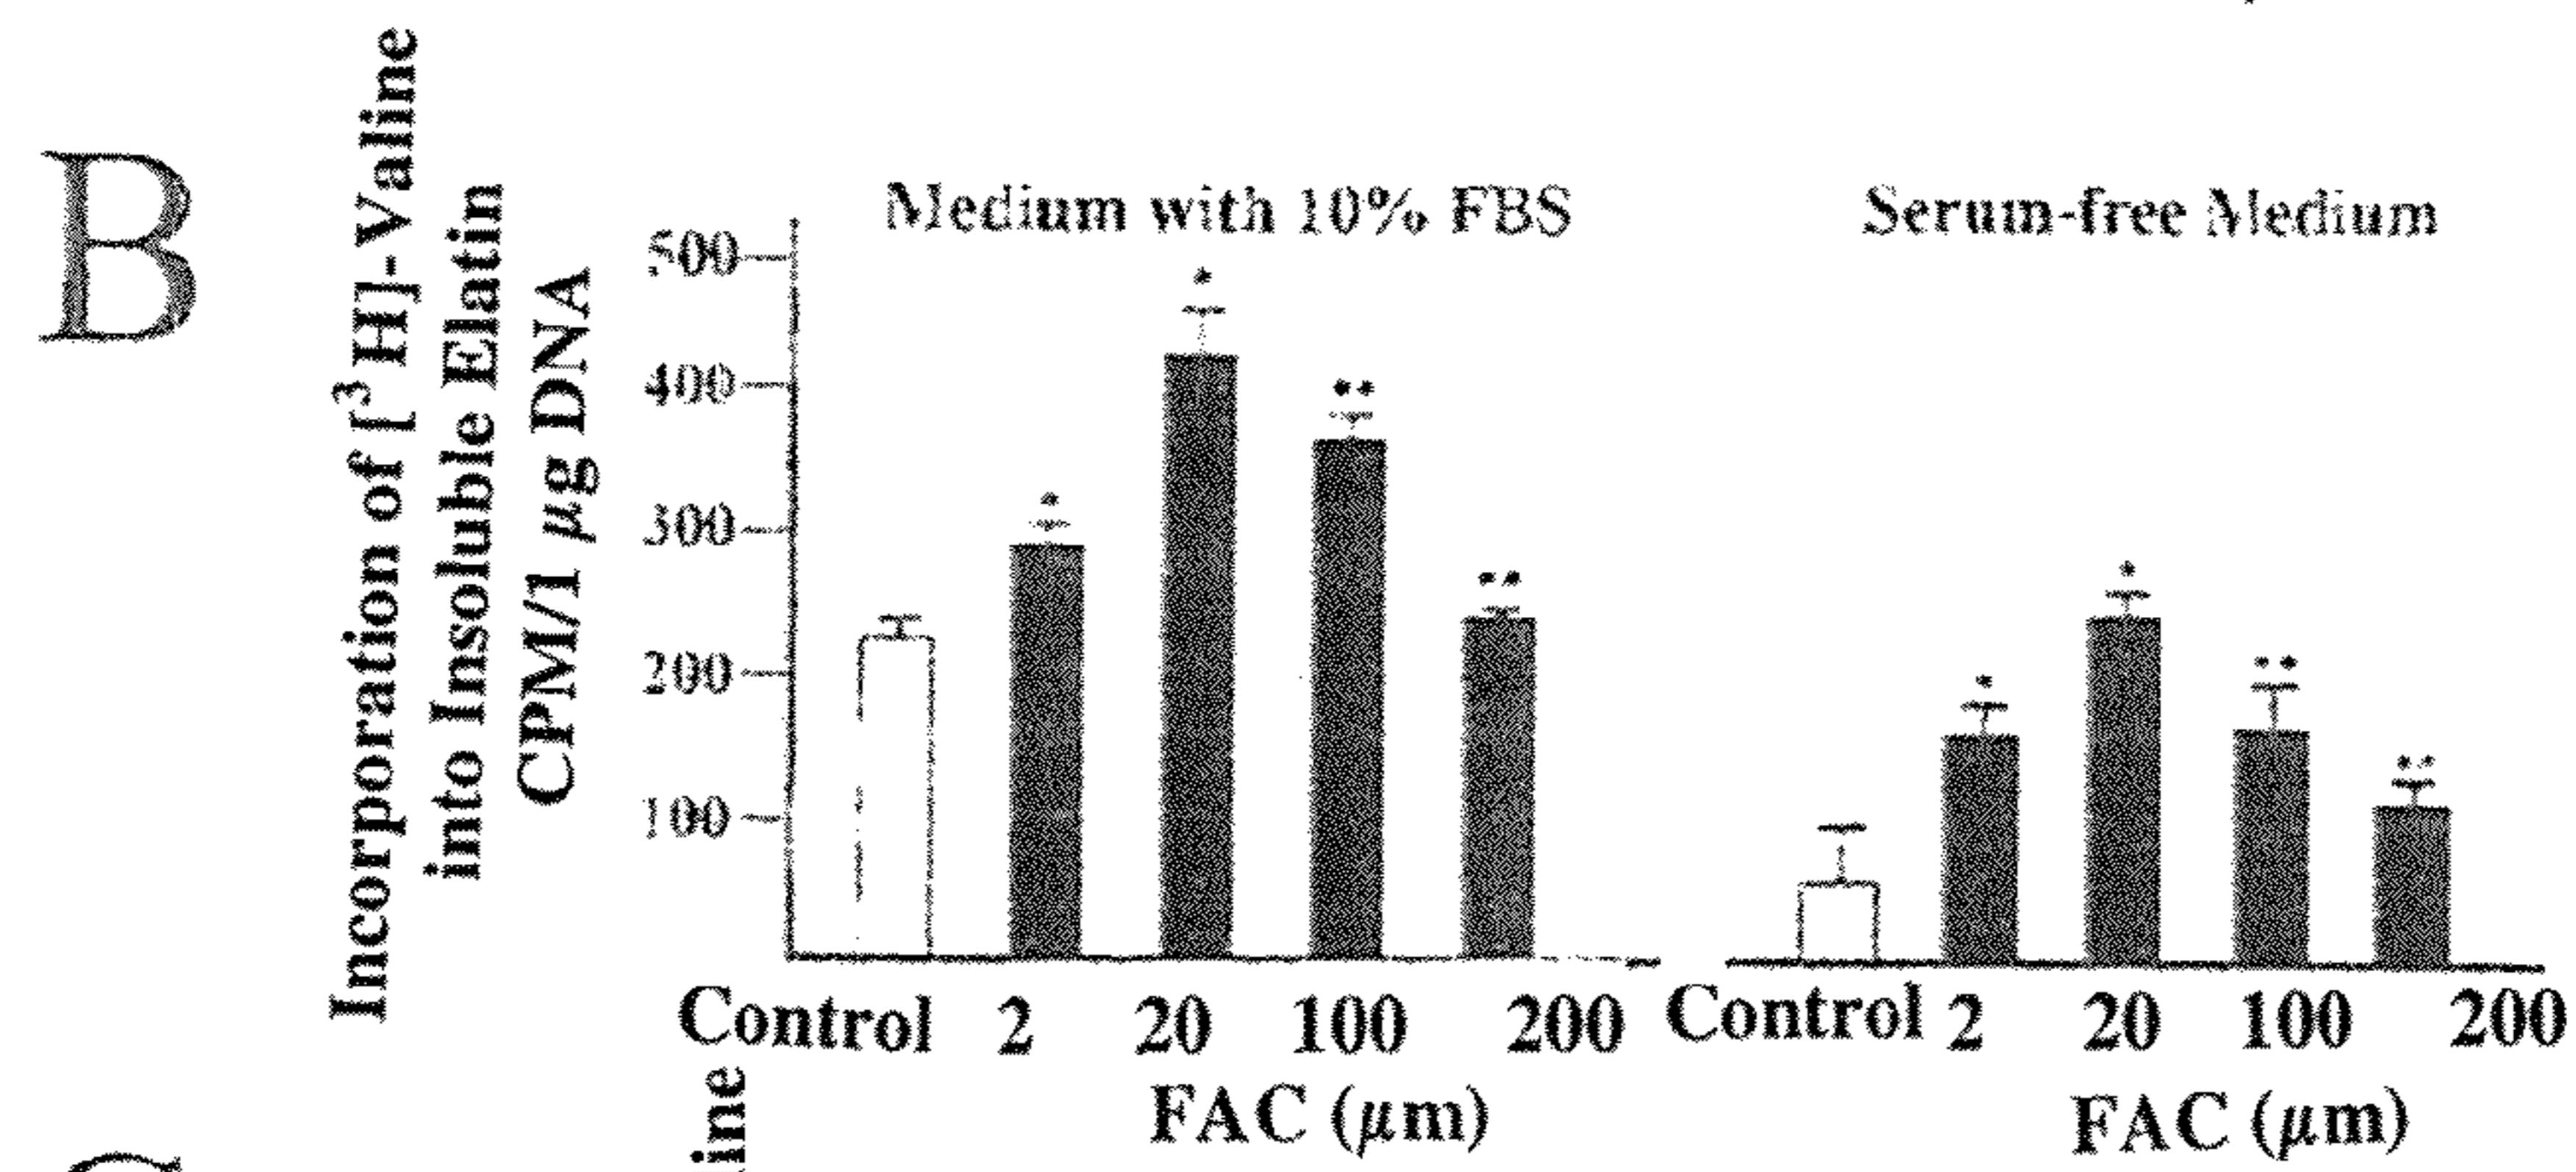 B
Incorporation of [³H]-Valine
into Insoluble Elatin
CPM/1 μg DNA
Medium with 10% FBS
Serum-free Medium
500
400
300
200
100
* * ** **
* * ** **
Control 2 20 100 200
Control 2 20 100 200
FAC (μm)
FAC (μm)
line